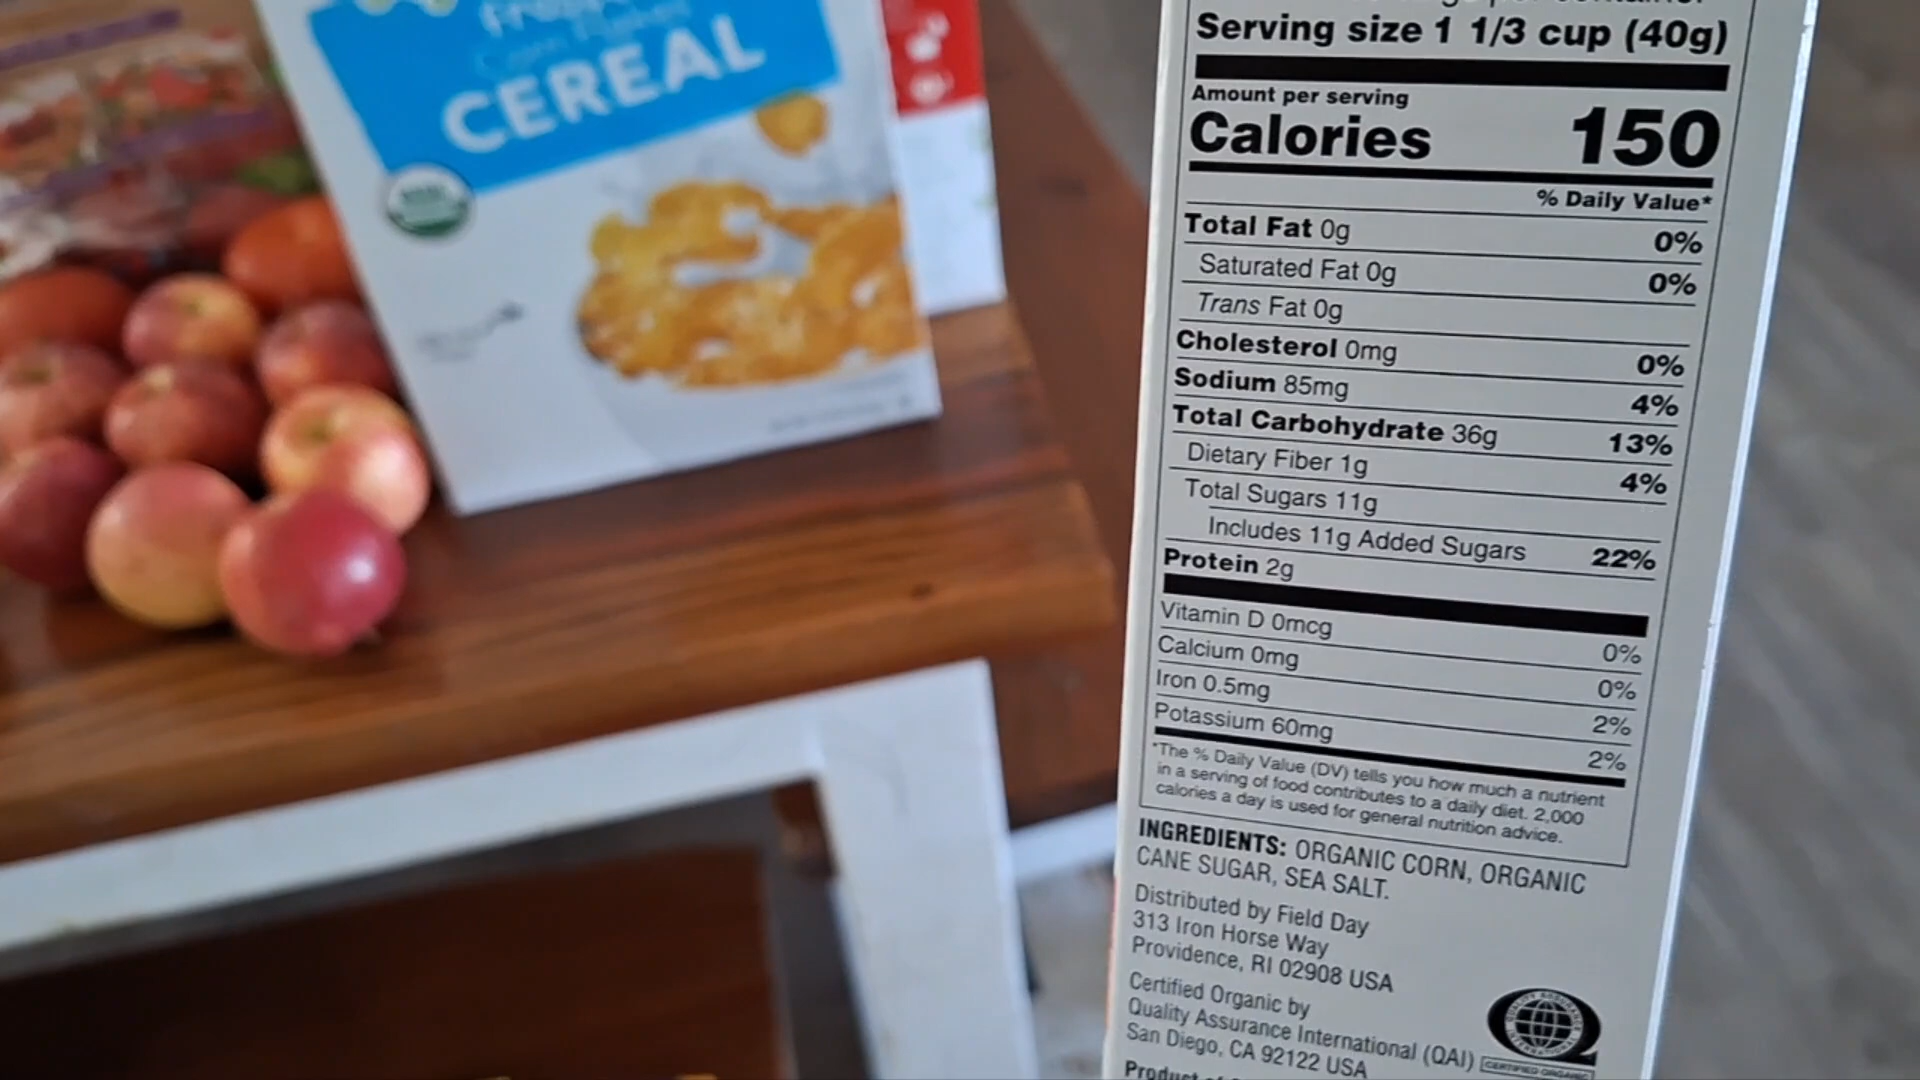 CEREAL
Serving size 1 1/3 cup (40g)
Amount per serving
Calories 150
% Daily Value*
Total Fat 0g 0%
Saturated Fat 0g 0%
Trans Fat 0g
Cholesterol 0mg 0%
Sodium 85mg 4%
Total Carbohydrate 36g 13%
Dietary Fiber 1g 4%
Total Sugars 11g
Includes 11g Added Sugars 22%
Protein 2g
Vitamin D 0mcg 0%
Calcium 0mg 0%
Iron 0.5mg 2%
Potassium 60mg 2%
*The % Daily Value (DV) tells you how much a nutrient
in a serving of food contributes to a daily diet. 2,000
calories a day is used for general nutrition advice.
INGREDIENTS: ORGANIC CORN, ORGANIC
CANE SUGAR, SEA SALT.
Distributed by Field Day
313 Iron Horse Way
Providence, RI 02908 USA
Certified Organic by
Quality Assurance International (QAI)
San Diego, CA 92122 USA
CERTIFIED ORGANIC
Product of